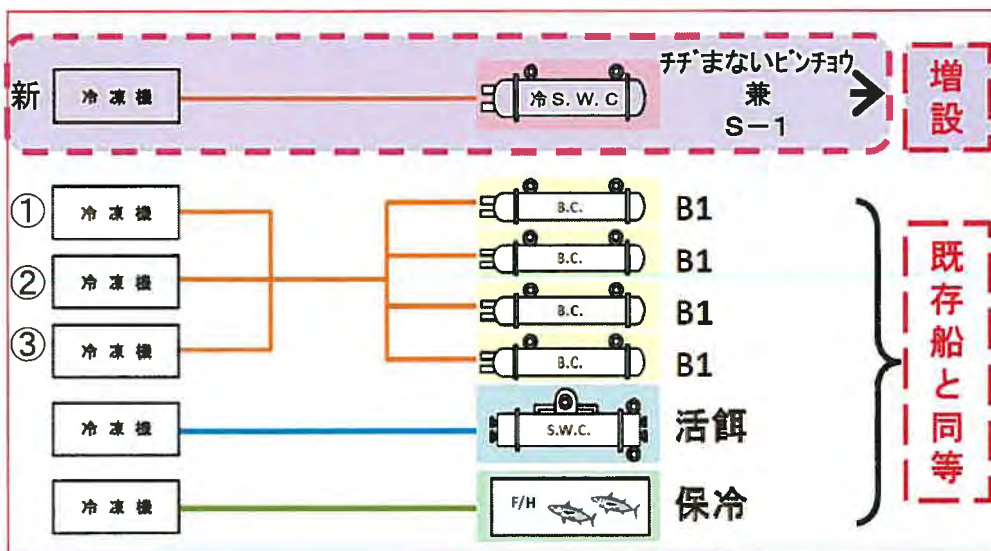 新
冷凍機
冷S.W.C
チヂまないビンチョウ
兼
S-1
増設
① 冷凍機
B.C.
B1
② 冷凍機
B.C.
B1
③ 冷凍機
B.C.
B1
B.C.
B1
冷凍機
S.W.C.
活餌
冷凍機
F/H
保冷
既存船と同等